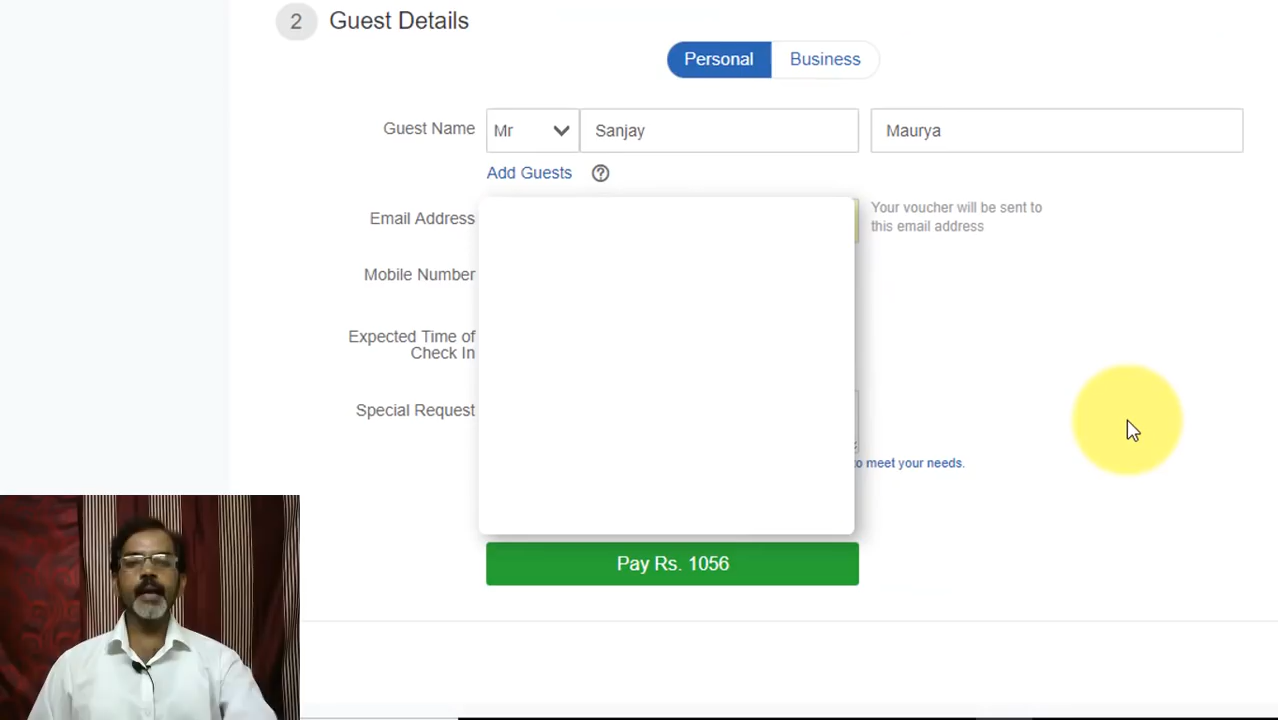 2 Guest Details
Personal Business
Guest Name Mr Sanjay Maurya
Add Guests ?
Email Address
Your voucher will be sent to
this email address
Mobile Number
Expected Time of
Check In
Special Request
to meet your needs.
Pay Rs. 1056